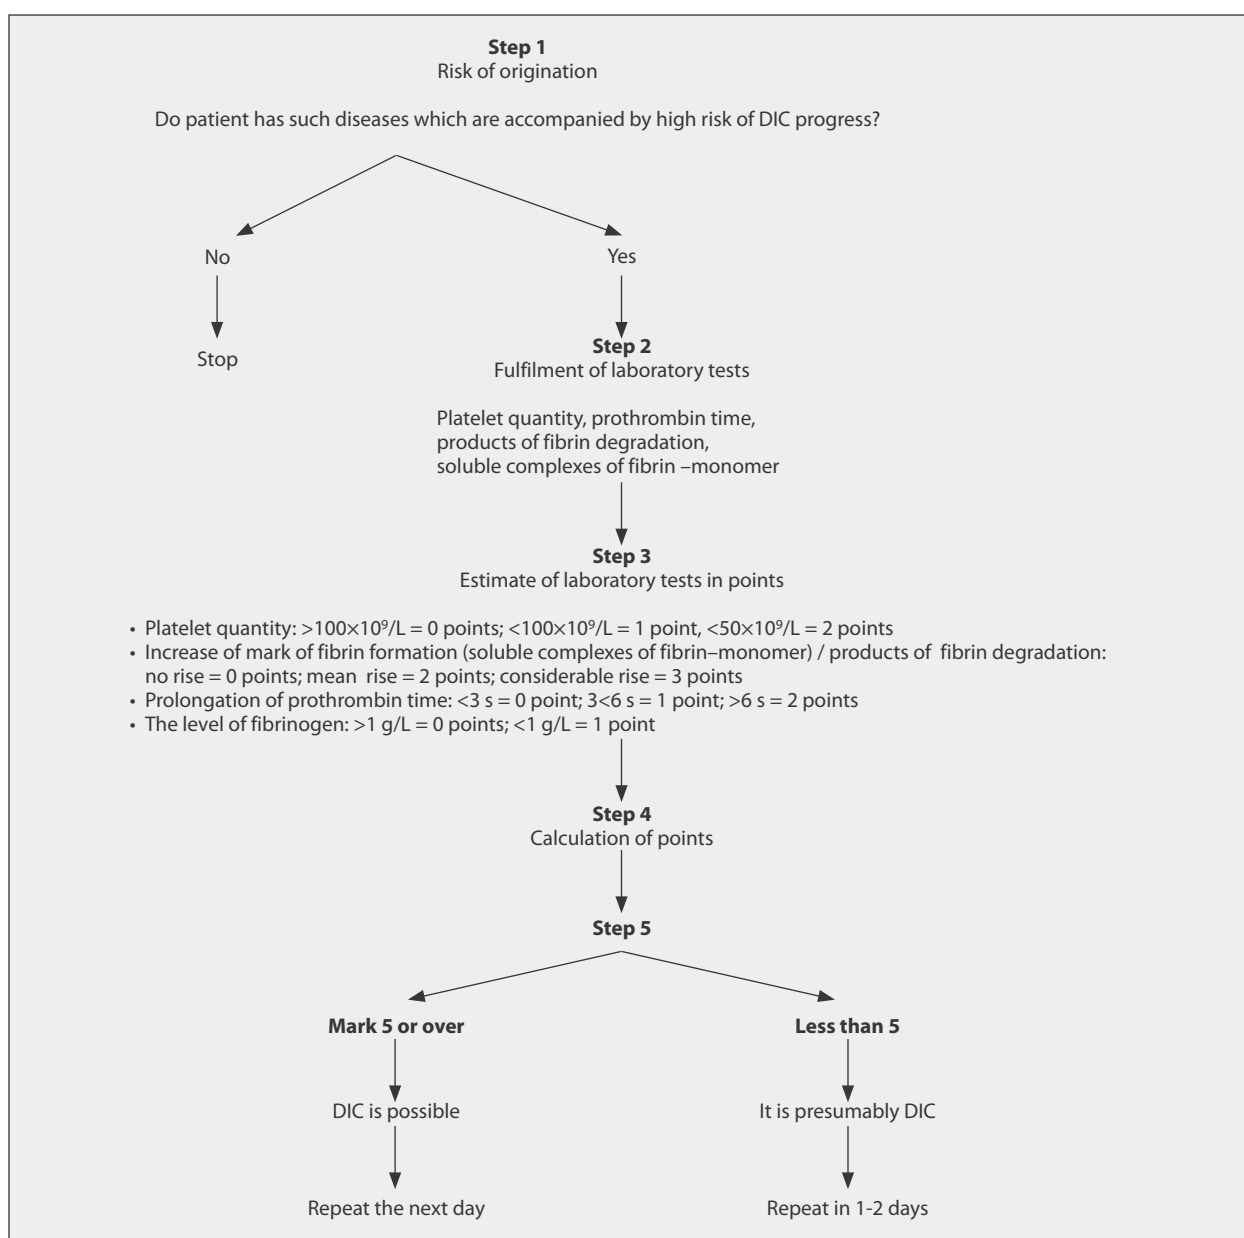 Step 1
Risk of origination
Do patient has such diseases which are accompanied by high risk of DIC progress?
No
Yes
Stop
Step 2
Fulfilment of laboratory tests
Platelet quantity, prothrombin time,
products of fibrin degradation,
soluble complexes of fibrin –monomer
Step 3
Estimate of laboratory tests in points
• Platelet quantity: >100×10⁹/L = 0 points; <100×10⁹/L = 1 point, <50×10⁹/L = 2 points
• Increase of mark of fibrin formation (soluble complexes of fibrin–monomer) / products of fibrin degradation:
no rise = 0 points; mean rise = 2 points; considerable rise = 3 points
• Prolongation of prothrombin time: <3 s = 0 point; 3<6 s = 1 point; >6 s = 2 points
• The level of fibrinogen: >1 g/L = 0 points; <1 g/L = 1 point
Step 4
Calculation of points
Step 5
Mark 5 or over
Less than 5
DIC is possible
It is presumably DIC
Repeat the next day
Repeat in 1-2 days